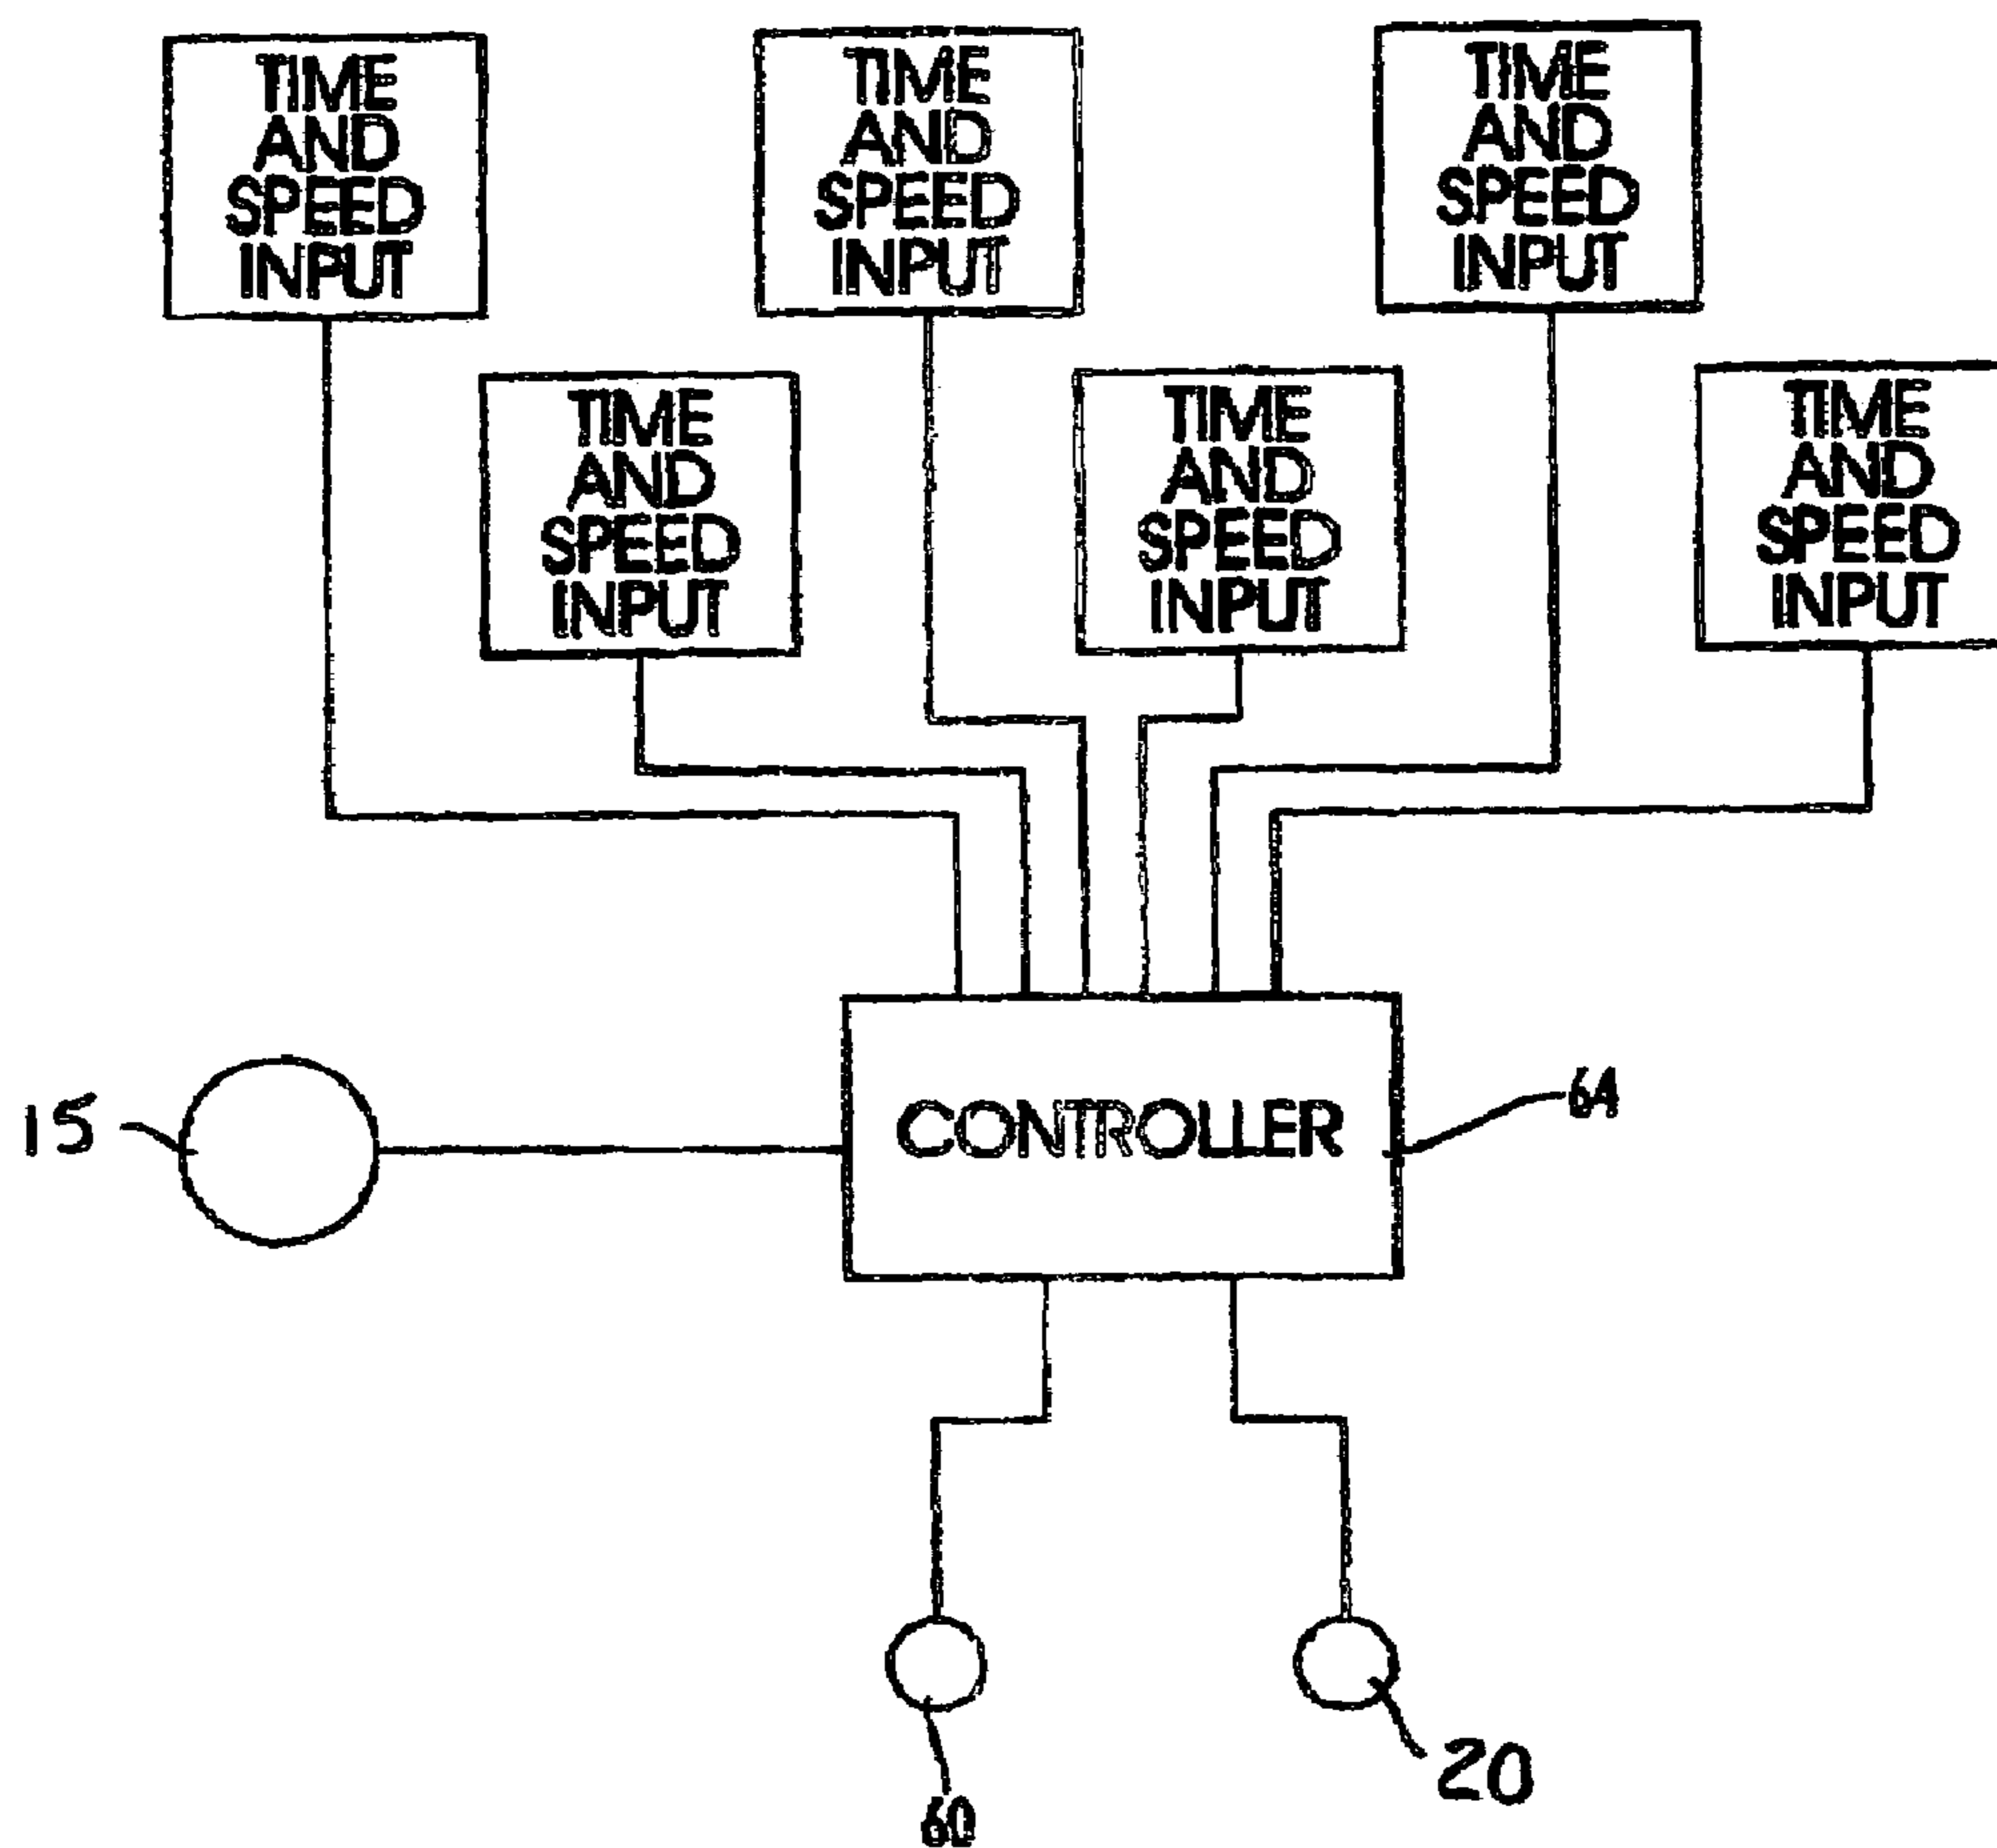 TIME
AND
SPEED
INPUT
TIME
AND
SPEED
INPUT
TIME
AND
SPEED
INPUT
TIME
AND
SPEED
INPUT
TIME
AND
SPEED
INPUT
TIME
AND
SPEED
INPUT
15
CONTROLLER
64
60
20